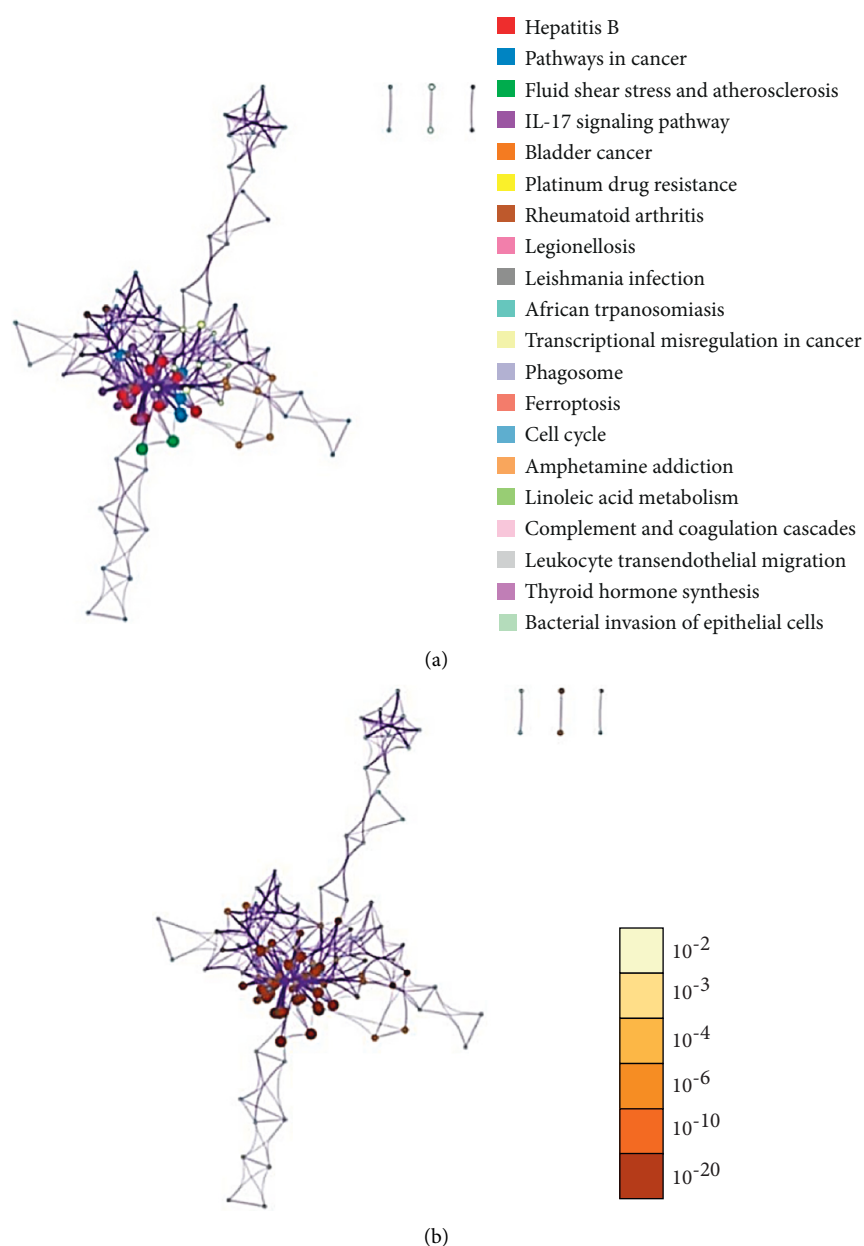 Hepatitis B
Pathways in cancer
Fluid shear stress and atherosclerosis
IL-17 signaling pathway
Bladder cancer
Platinum drug resistance
Rheumatoid arthritis
Legionellosis
Leishmania infection
African trpanosomiasis
Transcriptional misregulation in cancer
Phagosome
Ferroptosis
Cell cycle
Amphetamine addiction
Linoleic acid metabolism
Complement and coagulation cascades
Leukocyte transendothelial migration
Thyroid hormone synthesis
Bacterial invasion of epithelial cells
(a)
10⁻²
10⁻³
10⁻⁴
10⁻⁶
10⁻¹⁰
10⁻²⁰
(b)